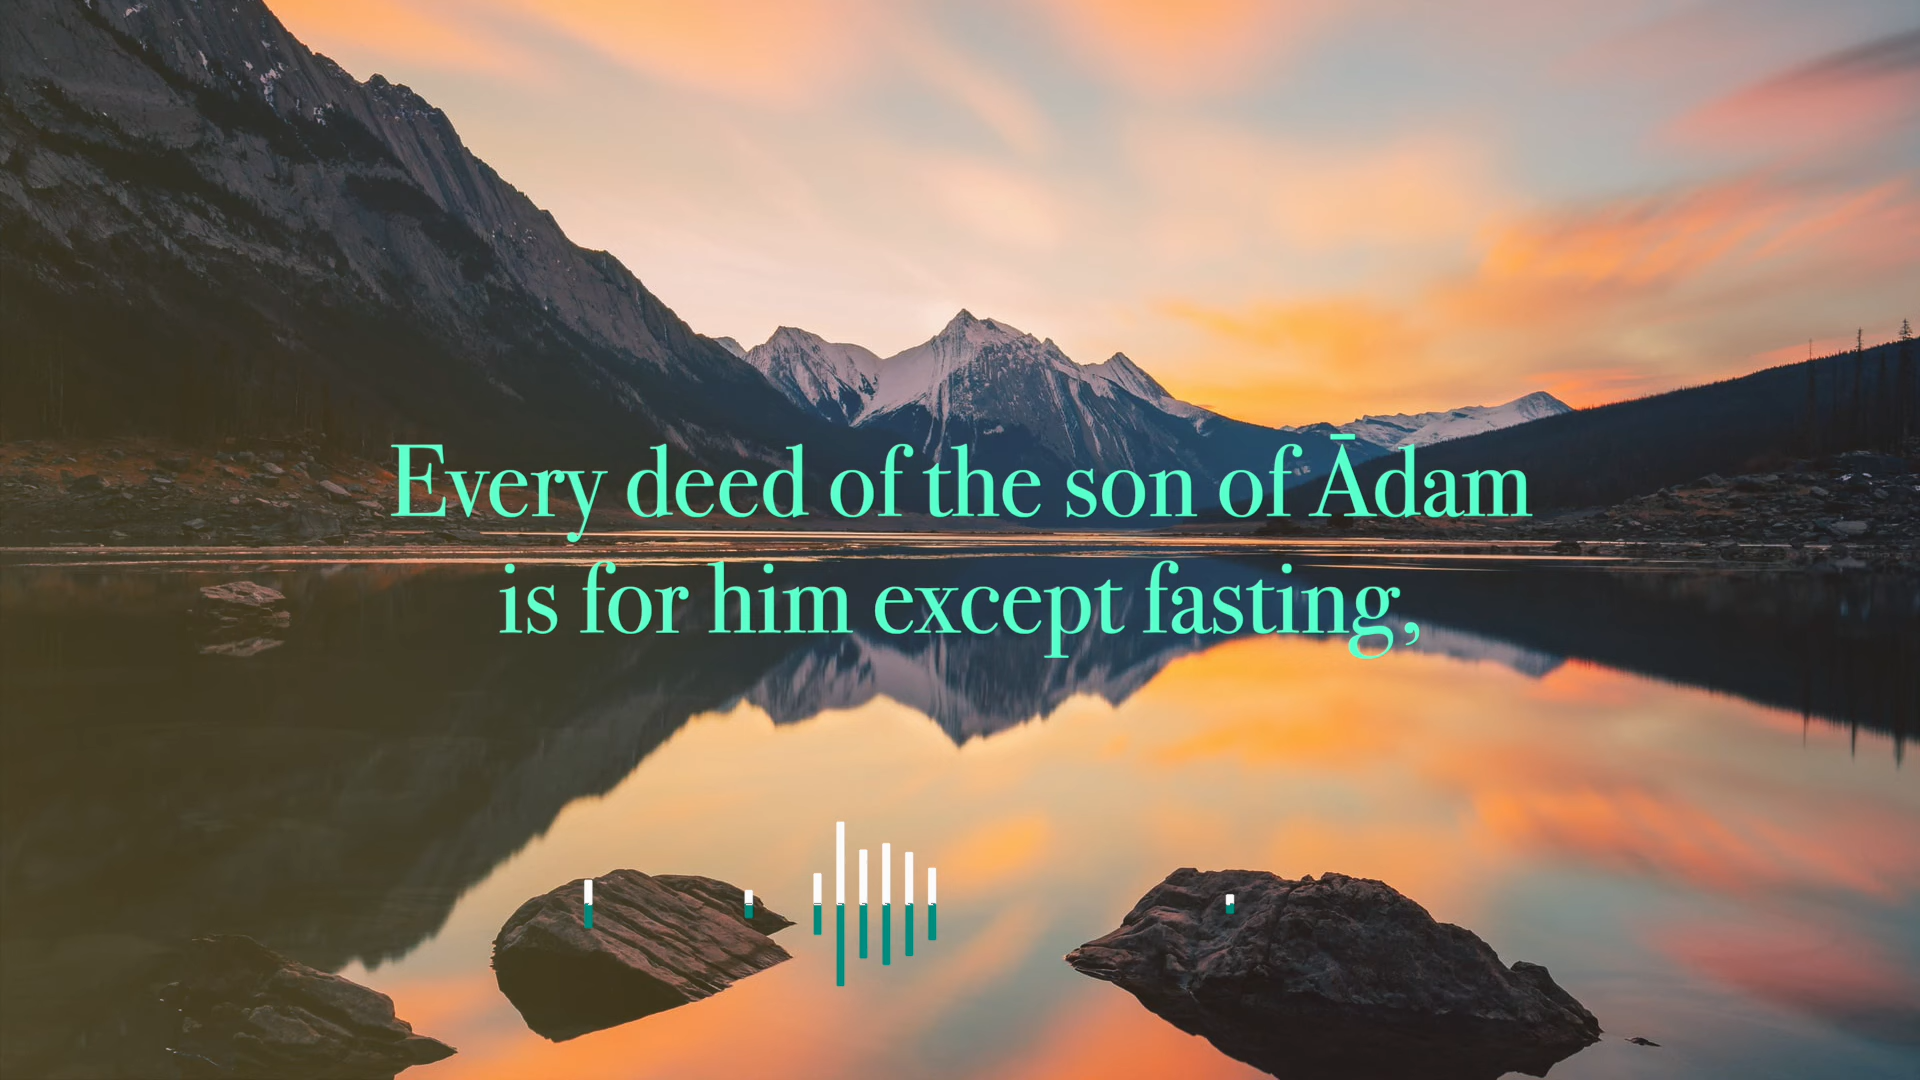 Every deed of the son of Ādam
is for him except fasting,